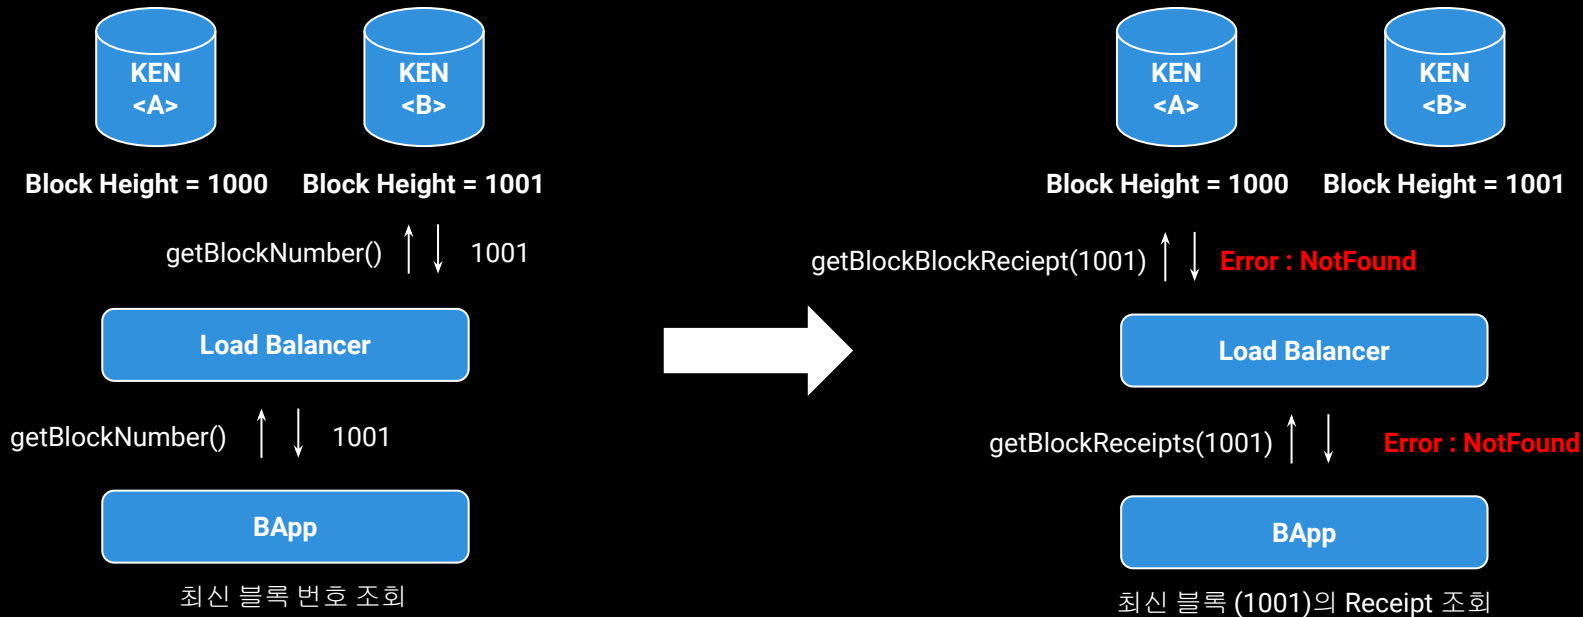 KEN
<A>
KEN
<B>
Block Height = 1000
Block Height = 1001
getBlockNumber()
1001
Load Balancer
getBlockNumber()
1001
BApp
최신 블록 번호 조회
KEN
<A>
KEN
<B>
Block Height = 1000
Block Height = 1001
getBlockBlockReciept(1001)
Error : NotFound
Load Balancer
getBlockReceipts(1001)
Error : NotFound
BApp
최신 블록 (1001)의 Receipt 조회